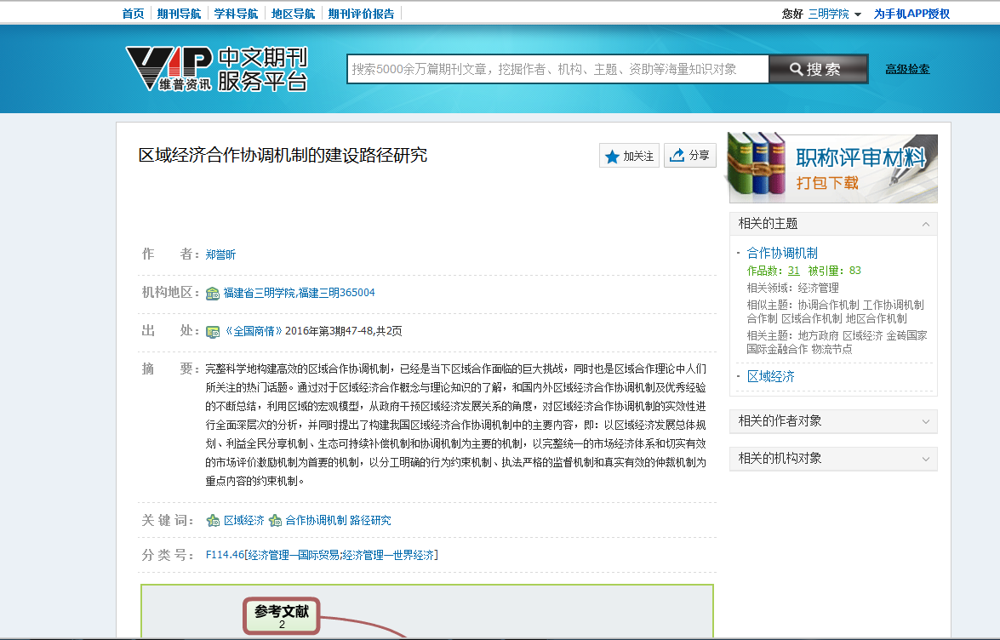 首页 期刊导航 学科导航 地区导航 期刊评价报告 您好 三明学院 为手机APP授权
VIP 维普资讯 中文期刊
服务平台
搜索5000余万篇期刊文章，挖掘作者、机构、主题、资助等海量知识对象 搜索 高级检索
区域经济合作协调机制的建设路径研究
加关注 分享
作 者： 郑誉昕
机构地区： 福建省三明学院,福建三明365004
出 处： 《全国商情》2016年第3期47-48,共2页
摘 要： 完整科学地构建高效的区域合作协调机制，已经是当下区域合作面临的巨大挑战，同时也是区域合作理论中人们
所关注的热门话题。通过对于区域经济合作概念与理论知识的了解，和国内外区域经济合作协调机制及优秀经验
的不断总结，利用区域的宏观模型，从政府干预区域经济发展关系的角度，对区域经济合作协调机制的实效性进
行全面深层次的分析，并同时提出了构建我国区域经济合作协调机制中的主要内容，即：以区域经济发展总体规
划、利益全民分享机制、生态可持续补偿机制和协调机制为主要的机制，以完整统一的市场经济体系和切实有效
的市场评价激励机制为首要的机制，以分工明确的行为约束机制、执法严格的监督机制和真实有效的仲裁机制为
重点内容的约束机制。
关 键 词： 区域经济 合作协调机制 路径研究
分 类 号： F114.46[经济管理—国际贸易;经济管理—世界经济]
参考文献
2
职称评审材料
打包下载
相关的主题
· 合作协调机制
作品数：31 被引量：83
相关领域：经济管理
相似主题：协调合作机制 工作协调机制
合作制 区域合作机制 地区合作机制
相关主题：地方政府 区域经济 金砖国家
国际金融合作 物流节点
· 区域经济
相关的作者对象
相关的机构对象